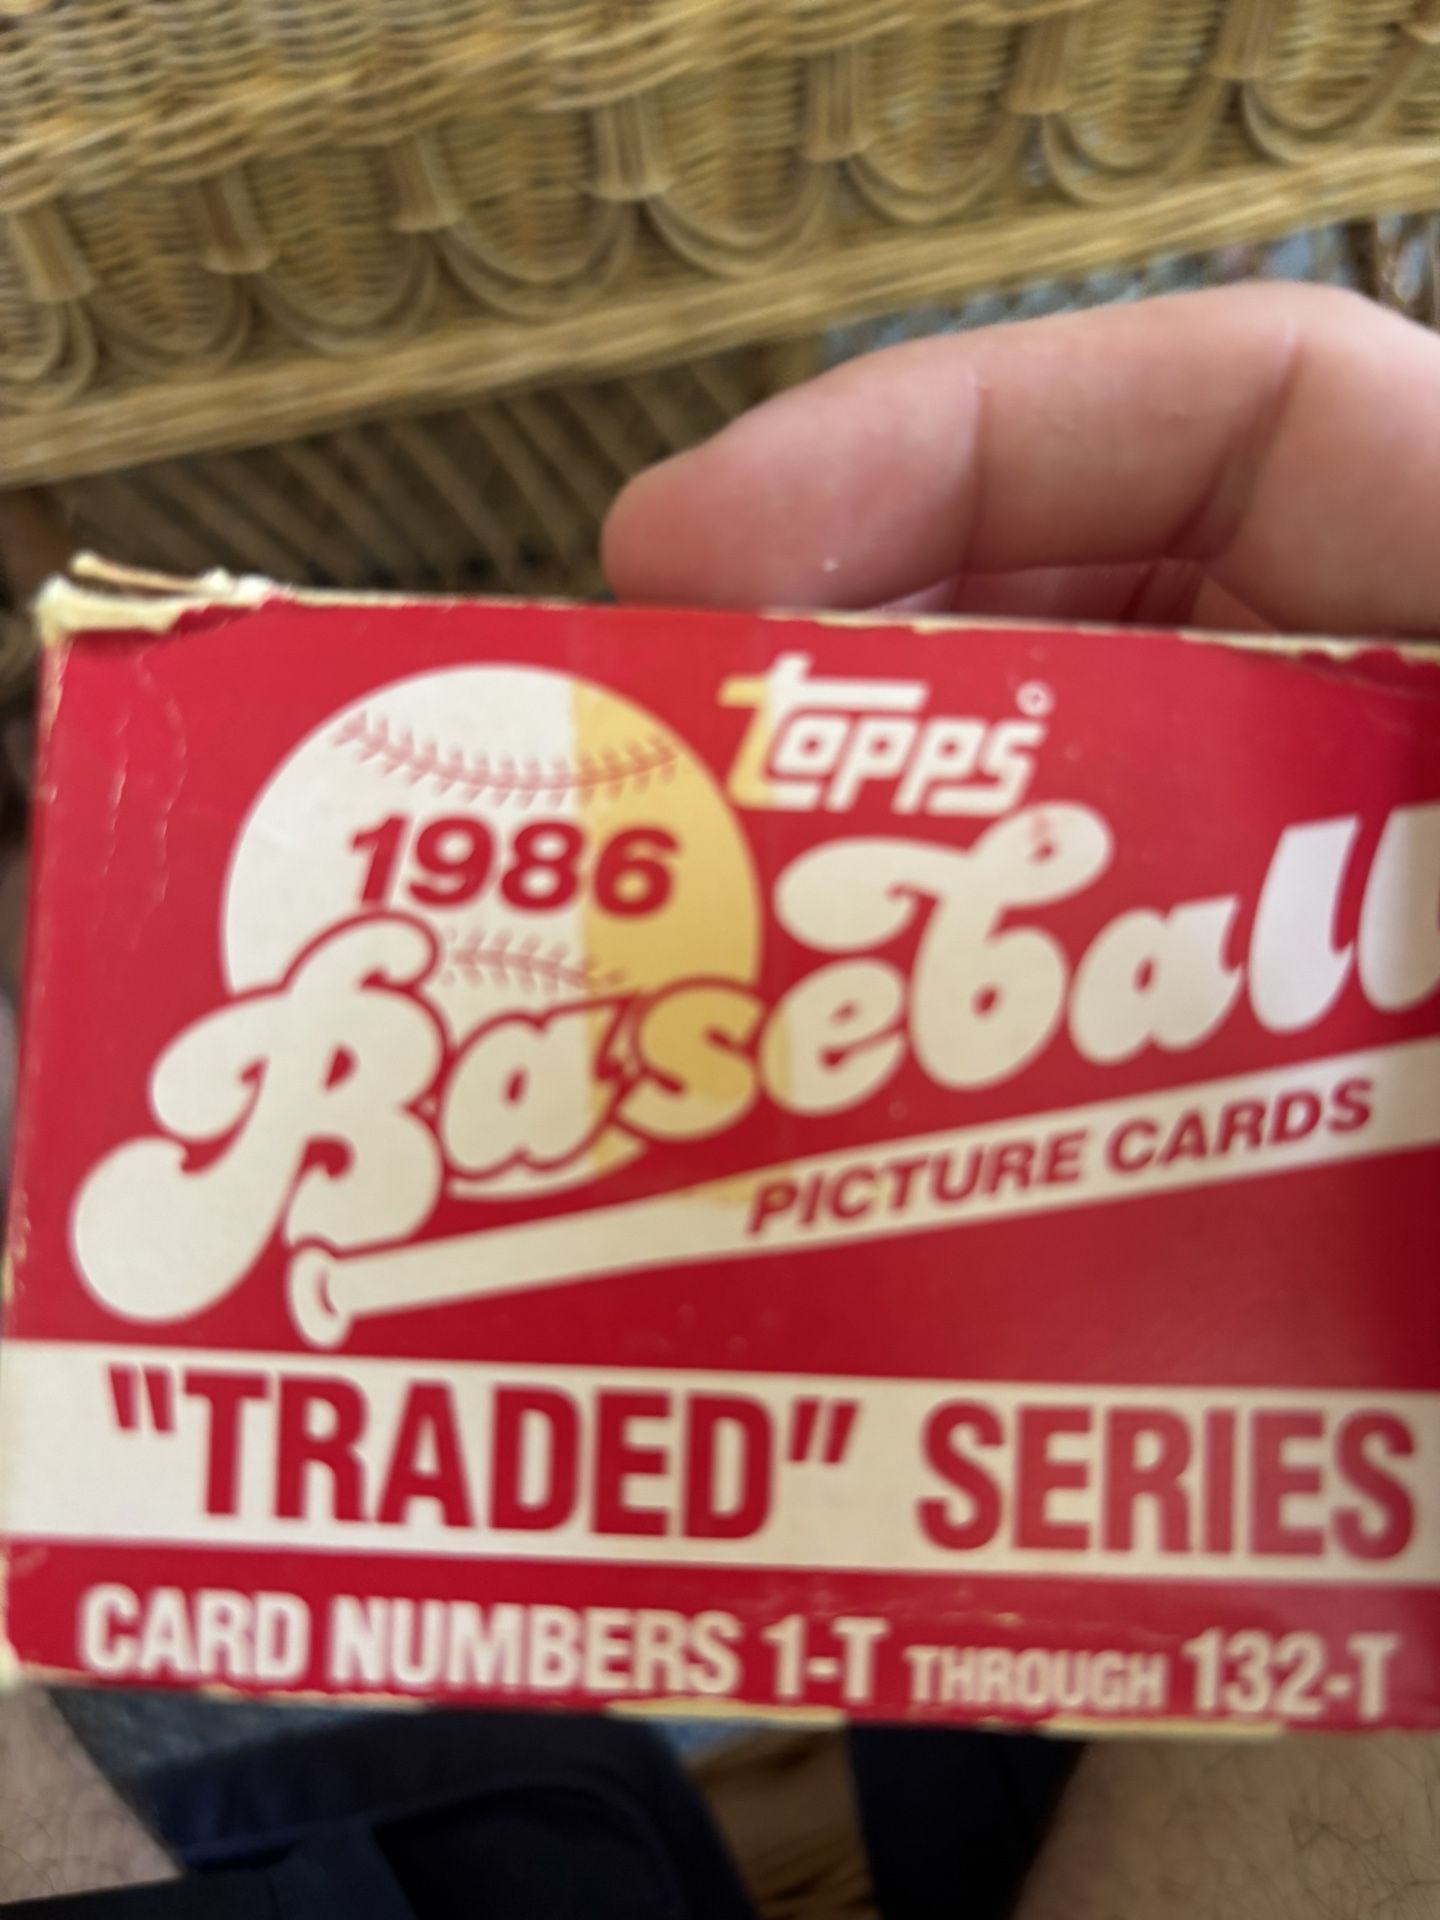 topps®
1986
Baseball
PICTURE CARDS
"TRADED" SERIES
CARD NUMBERS 1-T THROUGH 132-T